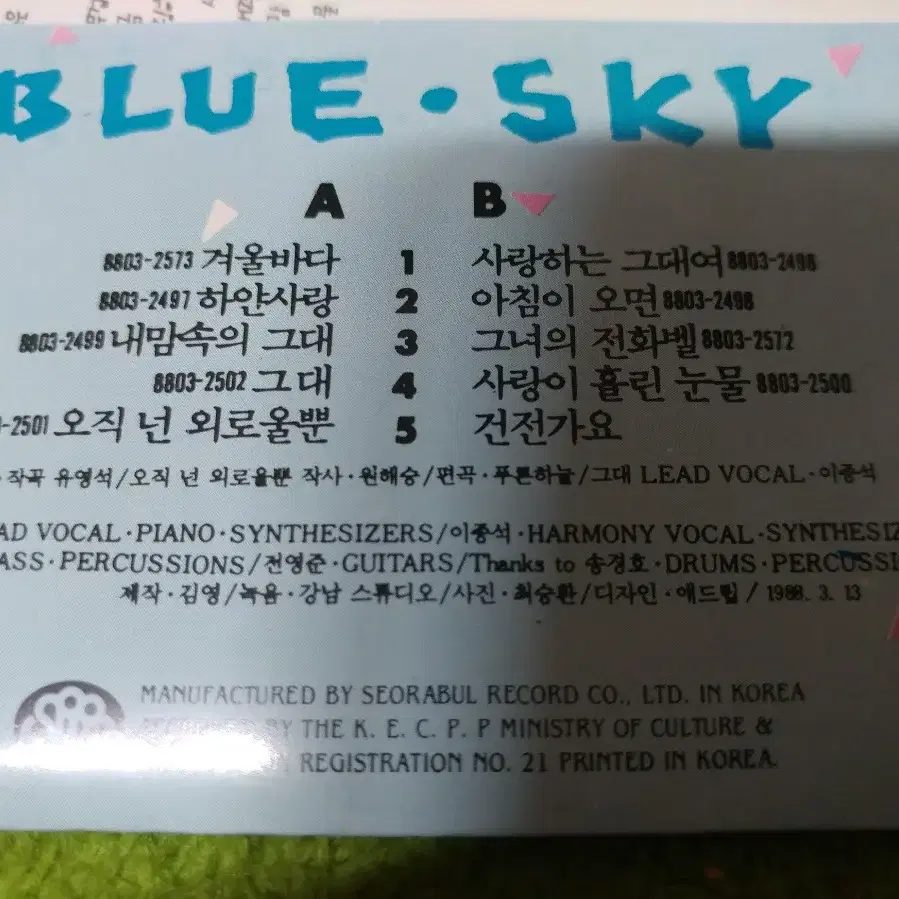 BLUE·SKY
A B
8803-2573 겨울바다 1 사랑하는 그대여 8803-2498
8803-2497 하얀사랑 2 아침이 오면 8803-2498
8803-2499 내맘속의 그대 3 그녀의 전화벨 8803-2572
8803-2502 그대 4 사랑이 흘린 눈물 8803-2500
-2501 오직 넌 외로울뿐 5 건전가요
·작곡 유영석/오직 넌 외로울뿐 작사·원해승/편곡·푸른하늘/그대 LEAD VOCAL·이종석
AD VOCAL·PIANO·SYNTHESIZERS/이종석·HARMONY VOCAL·SYNTHESIZ
ASS·PERCUSSIONS/전영준·GUITARS/Thanks to 송경호·DRUMS·PERCUSSI
제작·김영/녹음·강남 스튜디오/사진·최승환/디자인·애드립/1988. 3. 13
MANUFACTURED BY SEORABUL RECORD CO., LTD. IN KOREA
BY THE K. E. C. P. P MINISTRY OF CULTURE &
REGISTRATION NO. 21 PRINTED IN KOREA.